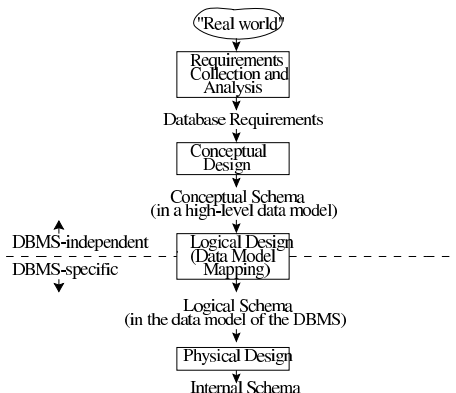 "Real world"
Requirements
Collection and
Analysis
Database Requirements
Conceptual
Design
Conceptual Schema
(in a high-level data model)
DBMS-independent
Logical Design
(Data Model
Mapping)
DBMS-specific
Logical Schema
(in the data model of the DBMS)
Physical Design
Internal Schema